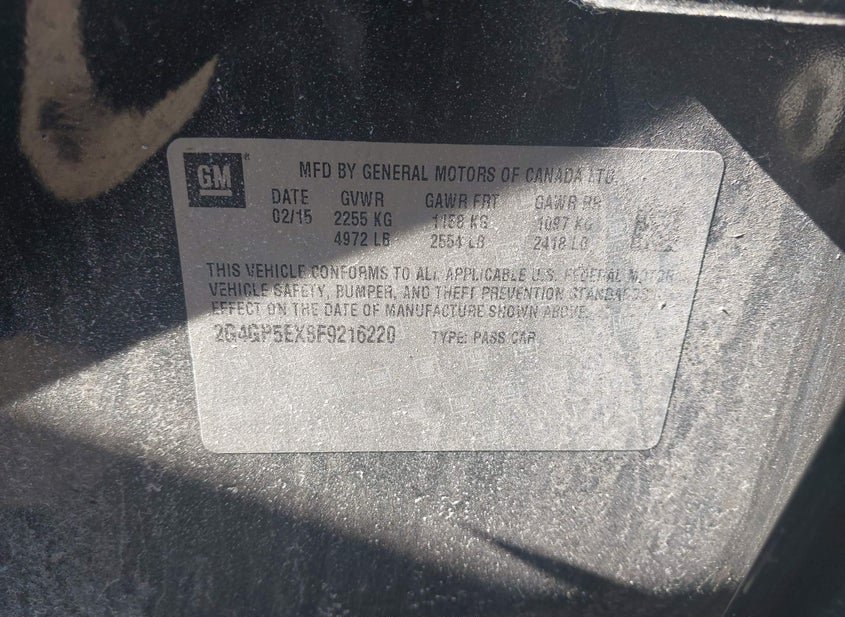 GM ®
MFD BY GENERAL MOTORS OF CANADA LTD
DATE GVWR GAWR FRT GAWR RR
02/15 2255 KG 1158 KG 1097 KG
4972 LB 2554 LB 2418 LB
THIS VEHICLE CONFORMS TO ALL APPLICABLE U.S. FEDERAL MOTOR
VEHICLE SAFETY, BUMPER, AND THEFT PREVENTION STANDARDS
EFFECT ON THE DATE OF MANUFACTURE SHOWN ABOVE.
2G4GP5EX8F9216220 TYPE: PASS CAR